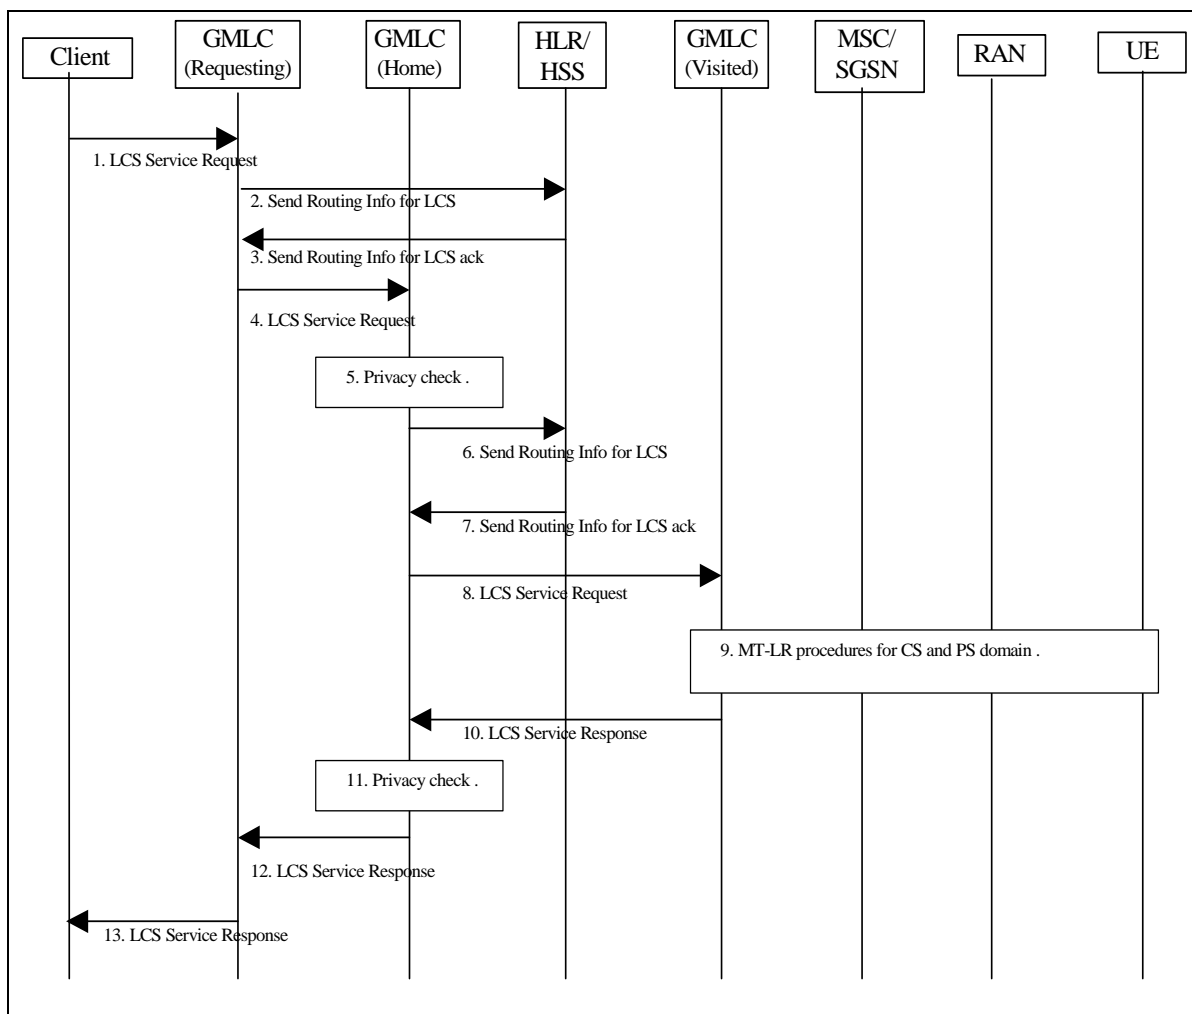 Client
GMLC
(Requesting)
GMLC
(Home)
HLR/
HSS
GMLC
(Visited)
MSC/
SGSN
RAN
UE
1. LCS Service Request
2. Send Routing Info for LCS
3. Send Routing Info for LCS ack
4. LCS Service Request
5. Privacy check .
6. Send Routing Info for LCS
7. Send Routing Info for LCS ack
8. LCS Service Request
9. MT-LR procedures for CS and PS domain .
10. LCS Service Response
11. Privacy check .
12. LCS Service Response
13. LCS Service Response